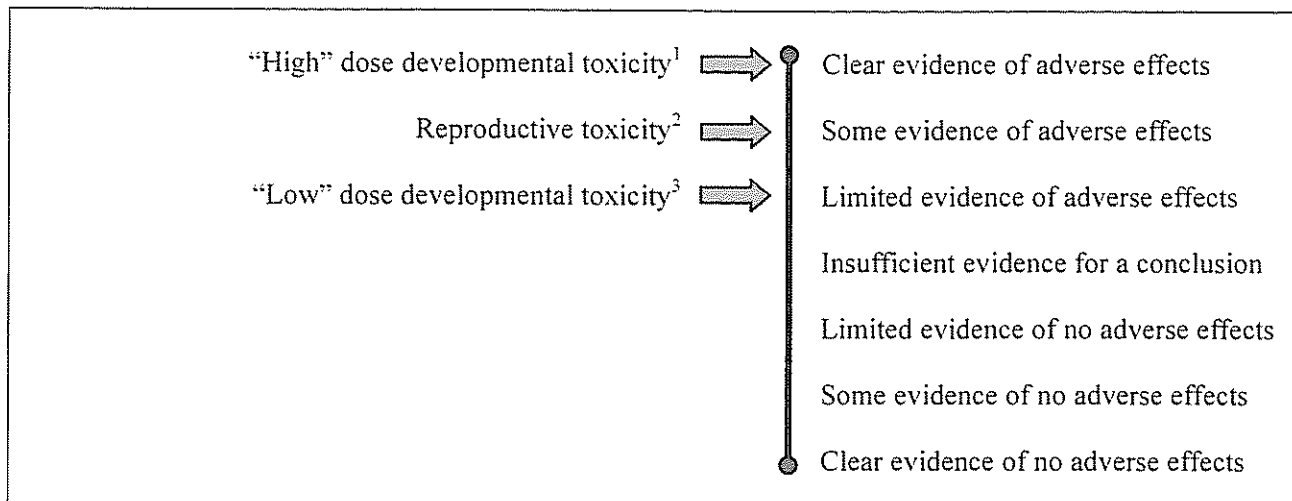 “High” dose developmental toxicity¹ Clear evidence of adverse effects
Reproductive toxicity² Some evidence of adverse effects
“Low” dose developmental toxicity³ Limited evidence of adverse effects
Insufficient evidence for a conclusion
Limited evidence of no adverse effects
Some evidence of no adverse effects
Clear evidence of no adverse effects